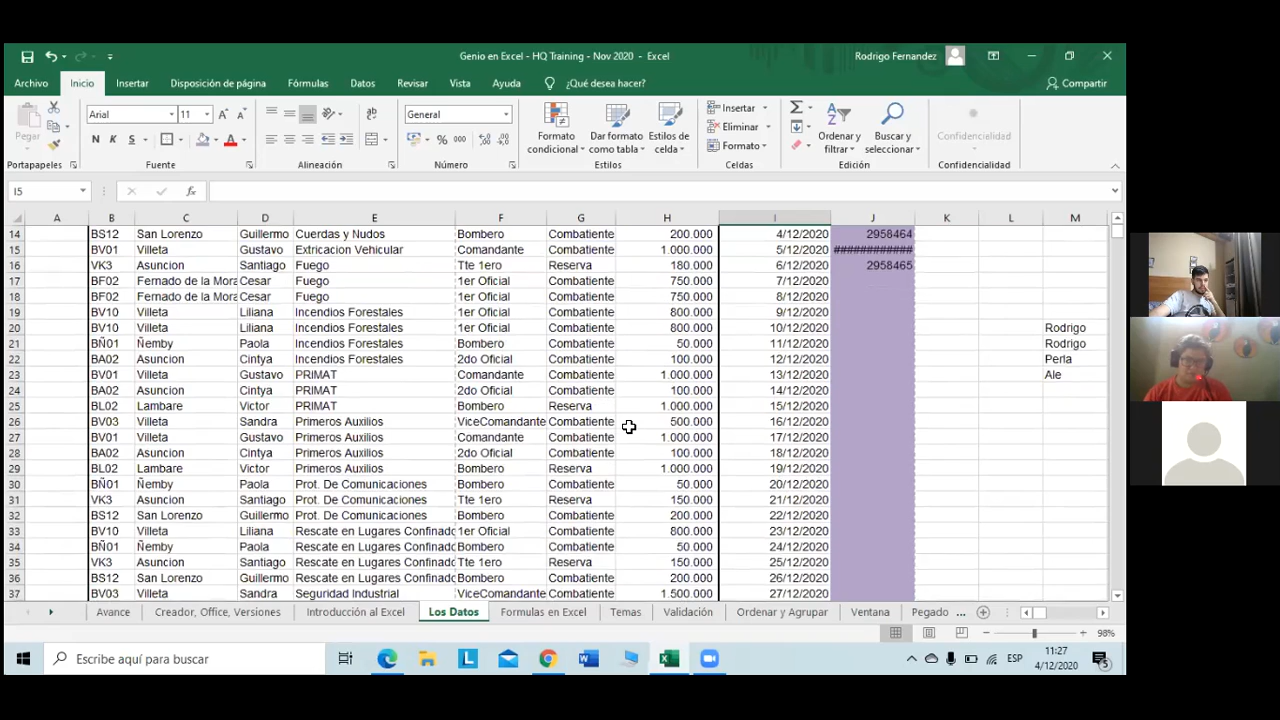 Genio en Excel - HQ Training - Nov 2020 - Excel
Rodrigo Fernandez
Archivo Inicio Insertar Disposición de página Fórmulas Datos Revisar Vista Ayuda ¿Qué desea hacer? Compartir
Pegar
Arial 11
N K S
General
% 000
Formato condicional
Dar formato como tabla
Estilos de celda
Insertar
Eliminar
Formato
Ordenar y filtrar
Buscar y seleccionar
Confidencialidad
Portapapeles Fuente Alineación Número Estilos Celdas Edición Confidencialidad
I5 fx
A B C D E F G H I J K L M
14 BS12 San Lorenzo Guillermo Cuerdas y Nudos Bombero Combatiente 200.000 4/12/2020 2958464
15 BV01 Villeta Gustavo Extricacion Vehicular Comandante Combatiente 1.000.000 5/12/2020 ############
16 VK3 Asuncion Santiago Fuego Tte 1ero Reserva 180.000 6/12/2020 2958465
17 BF02 Fernado de la Mora Cesar Fuego 1er Oficial Combatiente 750.000 7/12/2020
18 BF02 Fernado de la Mora Cesar Fuego 1er Oficial Combatiente 750.000 8/12/2020
19 BV10 Villeta Liliana Incendios Forestales 1er Oficial Combatiente 800.000 9/12/2020
20 BV10 Villeta Liliana Incendios Forestales 1er Oficial Combatiente 800.000 10/12/2020 Rodrigo
21 BÑ01 Ñemby Paola Incendios Forestales Bombero Combatiente 50.000 11/12/2020 Rodrigo
22 BA02 Asuncion Cintya Incendios Forestales 2do Oficial Combatiente 100.000 12/12/2020 Perla
23 BV01 Villeta Gustavo PRIMAT Comandante Combatiente 1.000.000 13/12/2020 Ale
24 BA02 Asuncion Cintya PRIMAT 2do Oficial Combatiente 100.000 14/12/2020
25 BL02 Lambare Victor PRIMAT Bombero Reserva 1.000.000 15/12/2020
26 BV03 Villeta Sandra Primeros Auxilios ViceComandante Combatiente 500.000 16/12/2020
27 BV01 Villeta Gustavo Primeros Auxilios Comandante Combatiente 1.000.000 17/12/2020
28 BA02 Asuncion Cintya Primeros Auxilios 2do Oficial Combatiente 100.000 18/12/2020
29 BL02 Lambare Victor Primeros Auxilios Bombero Reserva 1.000.000 19/12/2020
30 BÑ01 Ñemby Paola Prot. De Comunicaciones Bombero Combatiente 50.000 20/12/2020
31 VK3 Asuncion Santiago Prot. De Comunicaciones Tte 1ero Reserva 150.000 21/12/2020
32 BS12 San Lorenzo Guillermo Prot. De Comunicaciones Bombero Combatiente 200.000 22/12/2020
33 BV10 Villeta Liliana Rescate en Lugares Confinado 1er Oficial Combatiente 800.000 23/12/2020
34 BÑ01 Ñemby Paola Rescate en Lugares Confinado Bombero Combatiente 50.000 24/12/2020
35 VK3 Asuncion Santiago Rescate en Lugares Confinado Tte 1ero Reserva 150.000 25/12/2020
36 BS12 San Lorenzo Guillermo Rescate en Lugares Confinado Bombero Combatiente 200.000 26/12/2020
37 BV03 Villeta Sandra Seguridad Industrial ViceComandante Combatiente 1.500.000 27/12/2020
Avance Creador, Office, Versiones Introducción al Excel Los Datos Formulas en Excel Temas Validación Ordenar y Agrupar Ventana Pegado ...
98%
Escribe aquí para buscar
ESP
11:27
4/12/2020
5